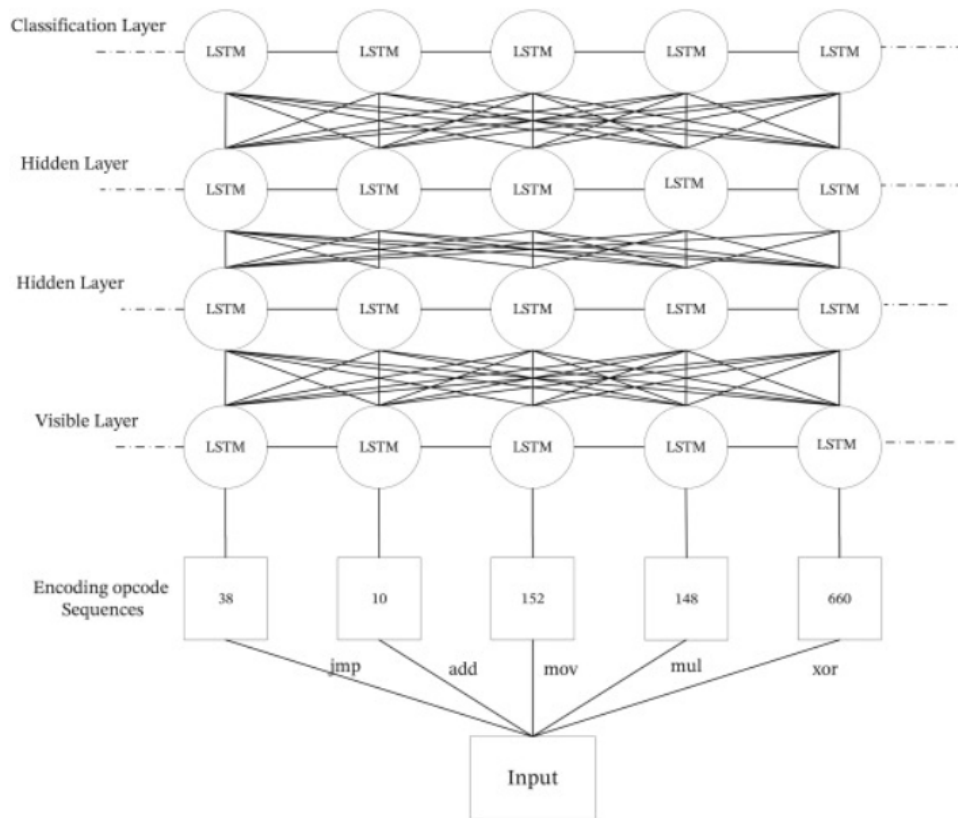 Classification Layer
LSTM LSTM LSTM LSTM LSTM
Hidden Layer
LSTM LSTM LSTM LSTM LSTM
Hidden Layer
LSTM LSTM LSTM LSTM LSTM
Visible Layer
LSTM LSTM LSTM LSTM LSTM
Encoding opcode
Sequences
38 10 152 148 660
jmp add mov mul xor
Input